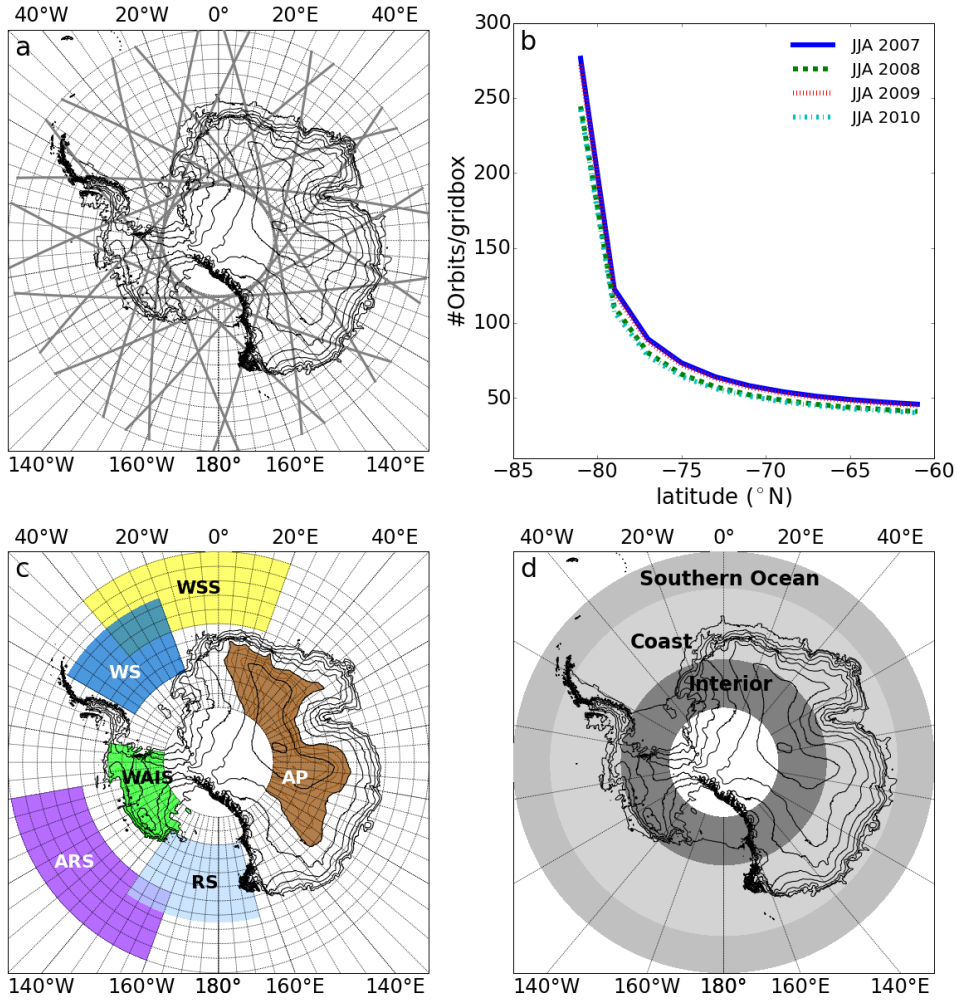 40°W 20°W 0° 20°E 40°E
a
140°W 160°W 180° 160°E 140°E
b
300
250
200
150
100
50
#Orbits/gridbox
JJA 2007
JJA 2008
JJA 2009
JJA 2010
−85 −80 −75 −70 −65 −60
latitude (°N)
40°W 20°W 0° 20°E 40°E
c
WSS
WS
WAIS
AP
ARS
RS
140°W 160°W 180° 160°E 140°E
40°W 20°W 0° 20°E 40°E
d
Southern Ocean
Coast
Interior
140°W 160°W 180° 160°E 140°E